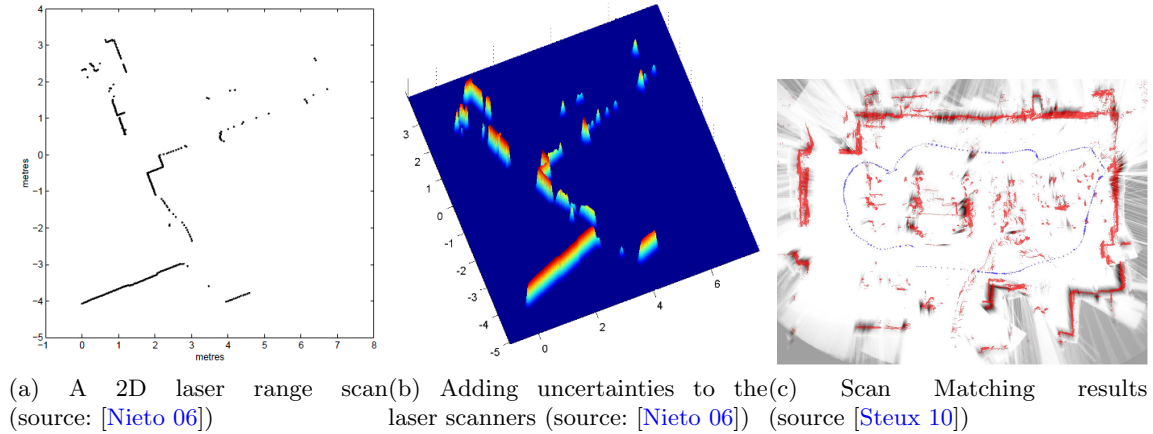 4
3
2
1
0
−1
−2
−3
−4
−5
metres
−1 0 1 2 3 4 5 6 7 8
metres
3
2
1
0
-1
-2
-3
-4
-5
0 2 4 6
(a) A 2D laser range scan
(source: [Nieto 06])
(b) Adding uncertainties to the
laser scanners (source: [Nieto 06])
(c) Scan Matching results
(source [Steux 10])